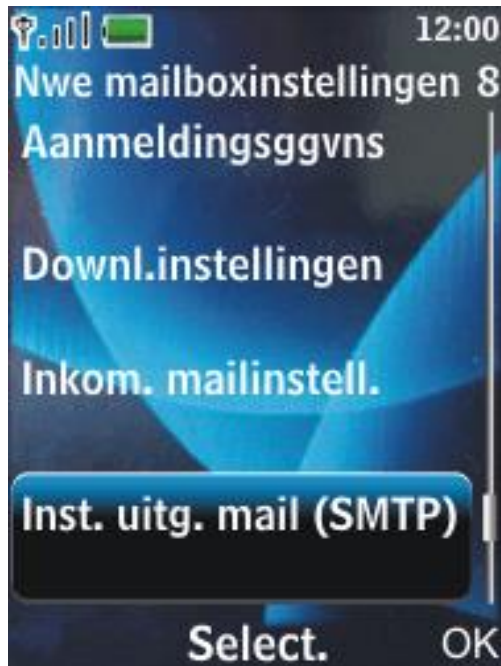 12:00
Nwe mailboxinstellingen 8
Aanmeldingsggvns
Downl.instellingen
Inkom. mailinstell.
Inst. uitg. mail (SMTP)
Select. OK